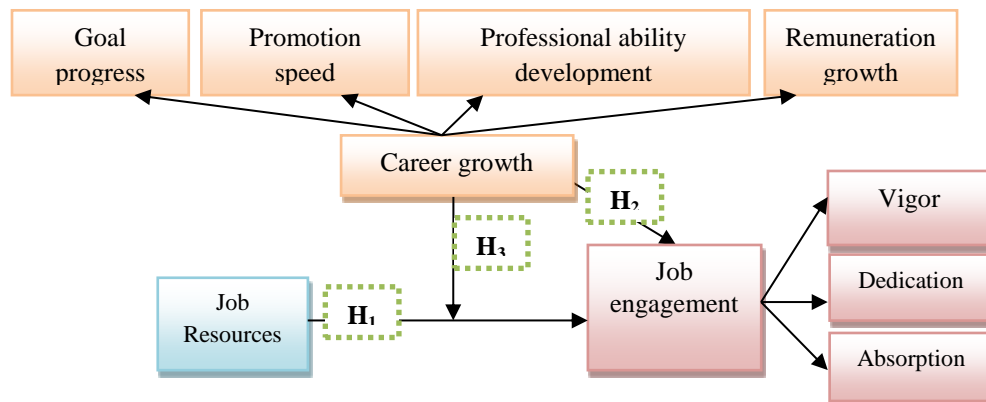 Goal
progress
Promotion
speed
Professional ability
development
Remuneration
growth
Career growth
H2
Vigor
H3
Job
engagement
Dedication
Job
Resources
H1
Absorption